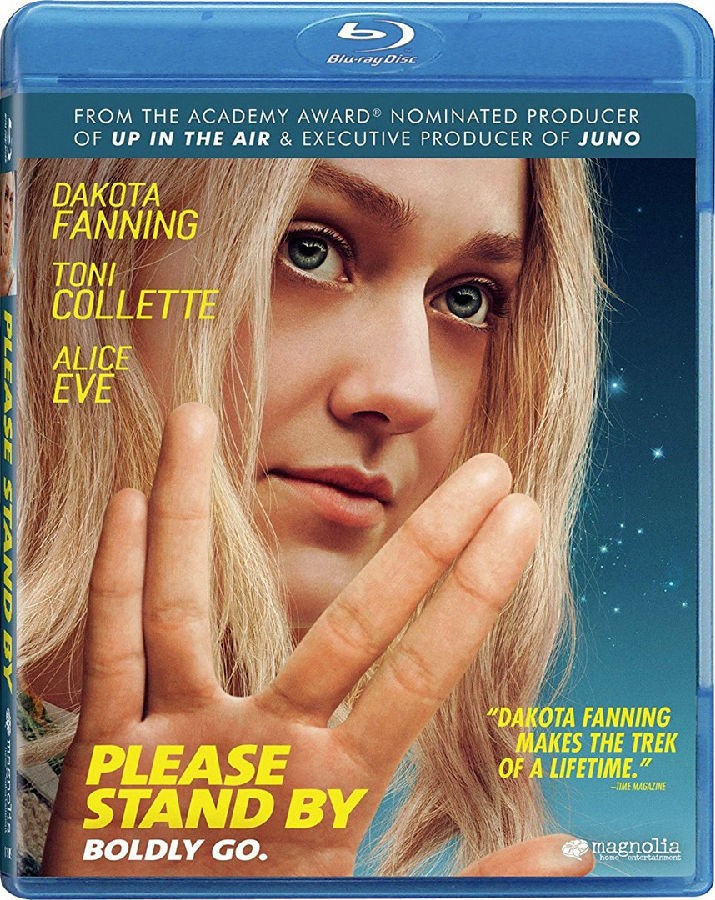 Blu-ray Disc
FROM THE ACADEMY AWARD® NOMINATED PRODUCER
OF UP IN THE AIR & EXECUTIVE PRODUCER OF JUNO
DAKOTA
FANNING
TONI
COLLETTE
ALICE
EVE
PLEASE STAND BY
magnolia
"DAKOTA FANNING
MAKES THE TREK
OF A LIFETIME."
–TIME MAGAZINE
PLEASE
STAND BY
BOLDLY GO.
magnolia
home entertainment